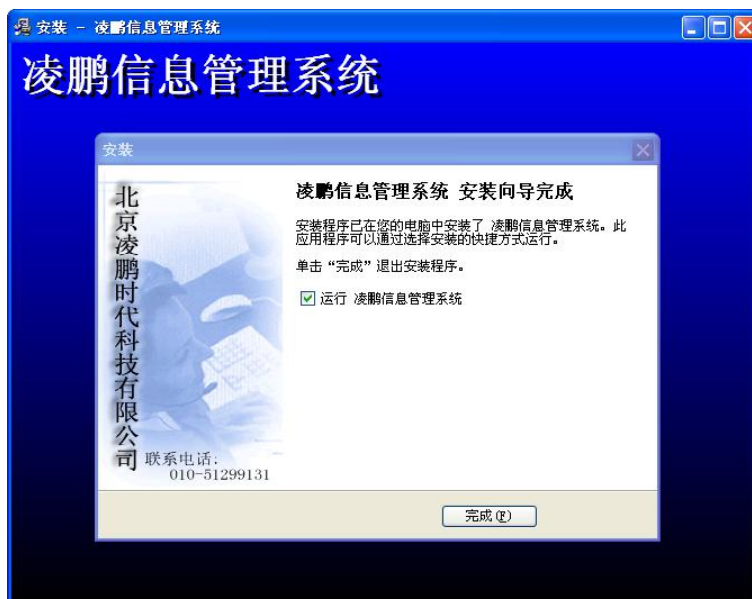 安装 - 凌鹏信息管理系统
凌鹏信息管理系统
安装
北京凌鹏时代科技有限公司
联系电话:
010-51299131
凌鹏信息管理系统 安装向导完成
安装程序已在您的电脑中安装了 凌鹏信息管理系统。此
应用程序可以通过选择安装的快捷方式运行。
单击“完成”退出安装程序。
运行 凌鹏信息管理系统
完成(F)